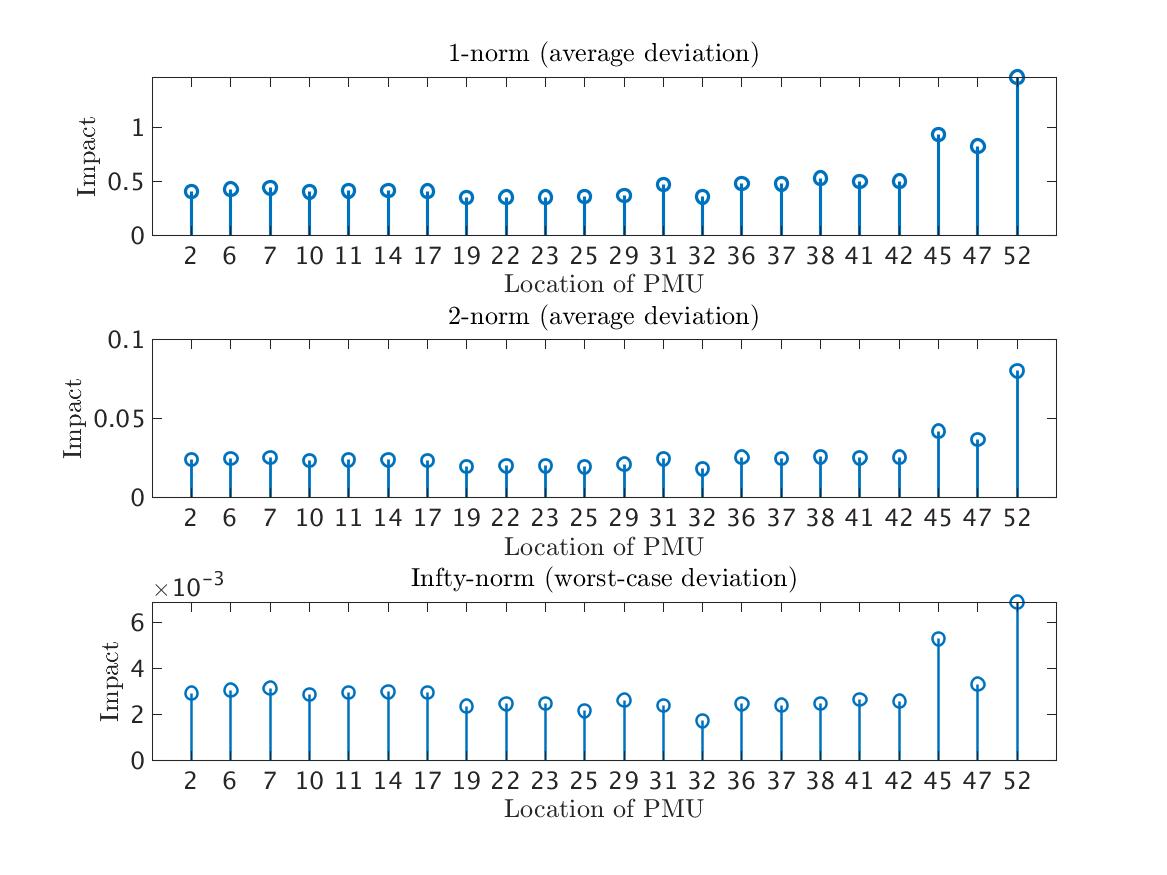 1-norm (average deviation)
Impact
1
0.5
0
2 6 7 10 11 14 17 19 22 23 25 29 31 32 36 37 38 41 42 45 47 52
Location of PMU
2-norm (average deviation)
Impact
0.1
0.05
0
2 6 7 10 11 14 17 19 22 23 25 29 31 32 36 37 38 41 42 45 47 52
Location of PMU
Infty-norm (worst-case deviation)
×10⁻³
Impact
6
4
2
0
2 6 7 10 11 14 17 19 22 23 25 29 31 32 36 37 38 41 42 45 47 52
Location of PMU